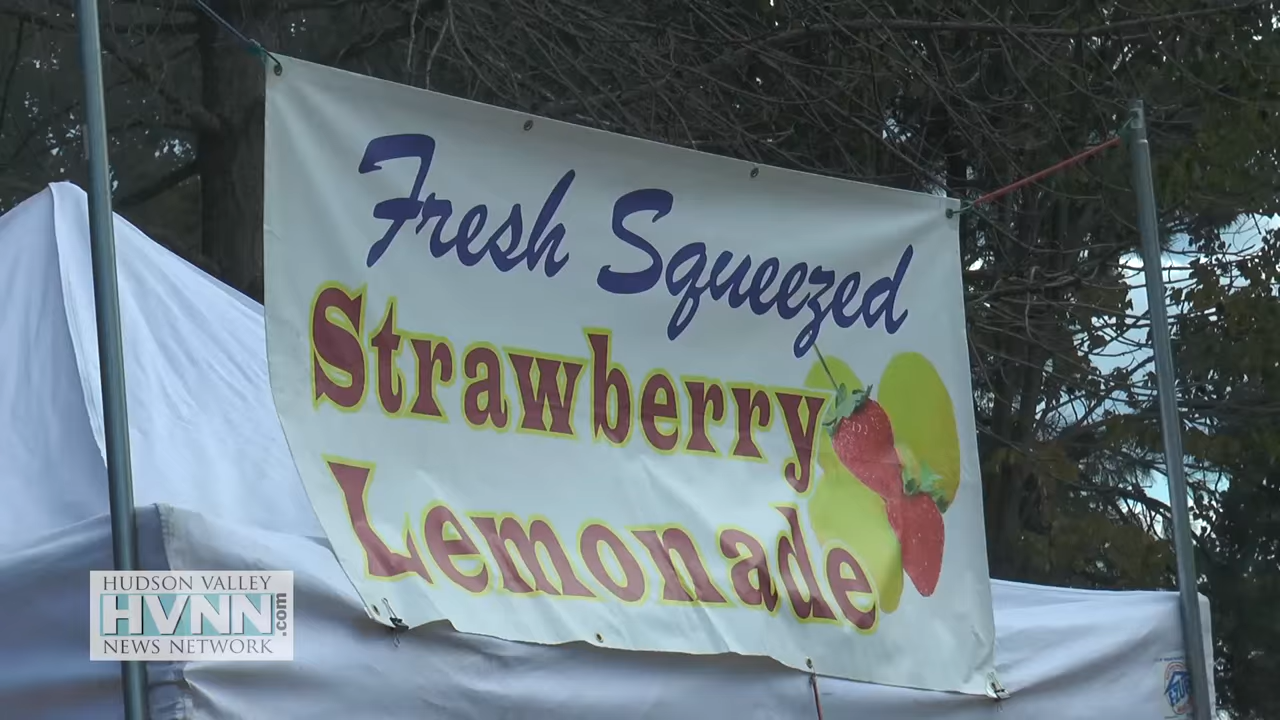 Fresh Squeezed
Strawberry
Lemonade
HUDSON VALLEY
HVNN.com
NEWS NETWORK